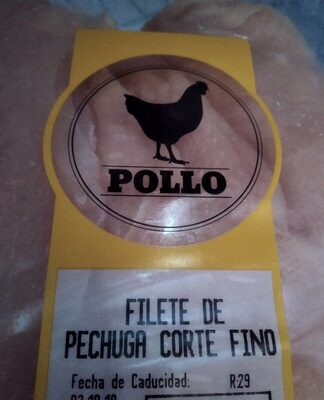 POLLO
FILETE DE
PECHUGA CORTE FINO
Fecha de Caducidad: R:29